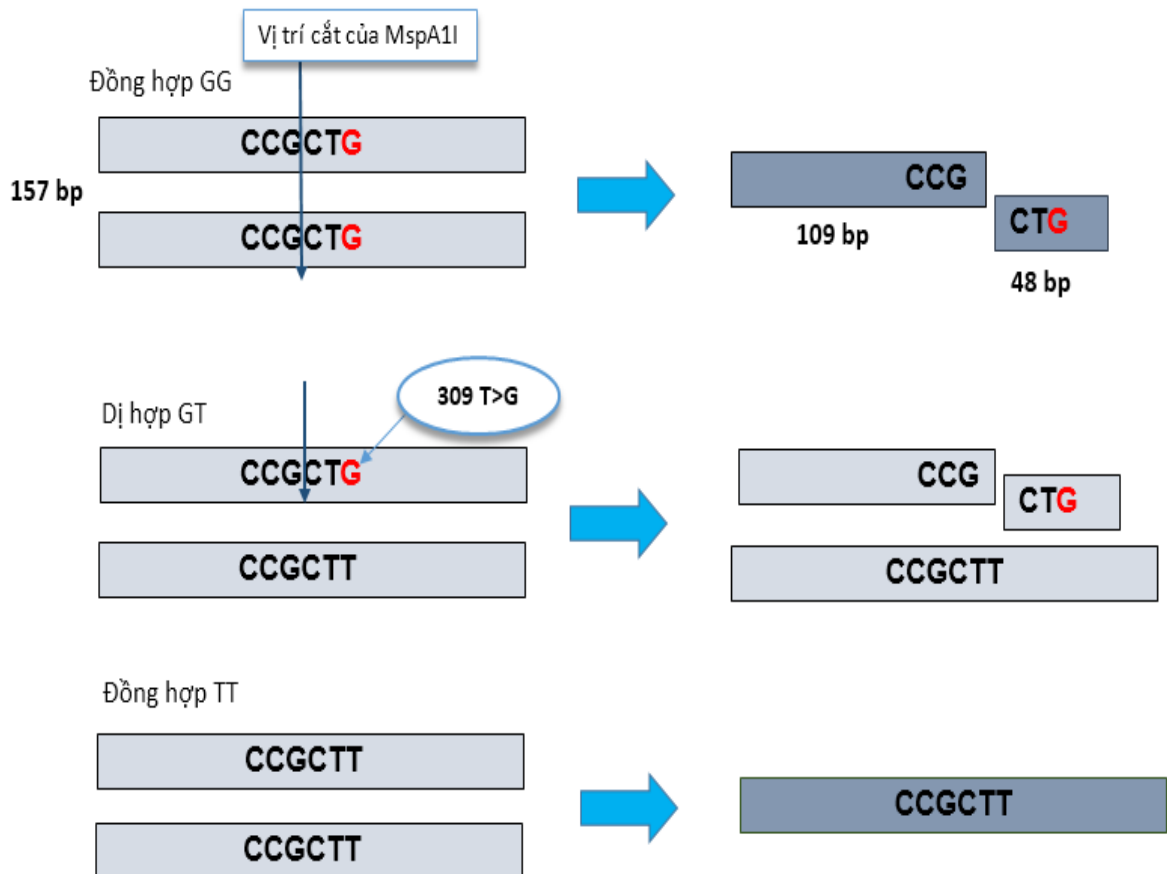 Vị trí cắt của MspA1I
Đồng hợp GG
CCGCTG
157 bp
CCGCTG
CCG
CTG
109 bp
48 bp
309 T>G
Dị hợp GT
CCGCTG
CCGCTT
CCG
CTG
CCGCTT
Đồng hợp TT
CCGCTT
CCGCTT
CCGCTT